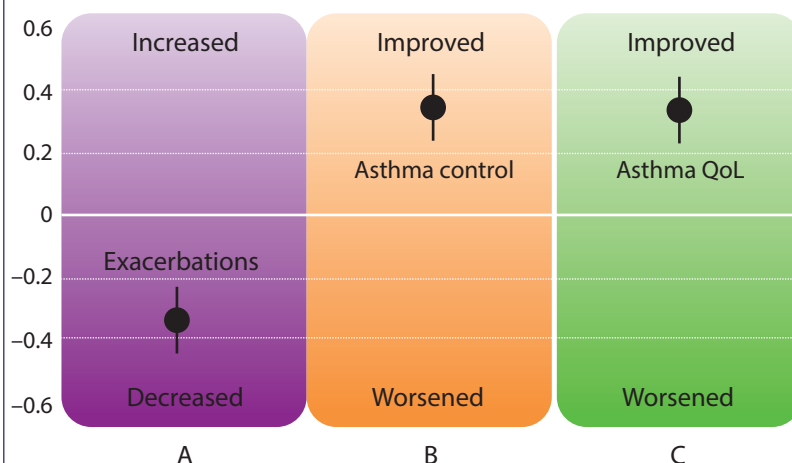 0.6
0.4
0.2
0
–0.2
–0.4
–0.6
Increased
Exacerbations
Decreased
A
Improved
Asthma control
Worsened
B
Improved
Asthma QoL
Worsened
C